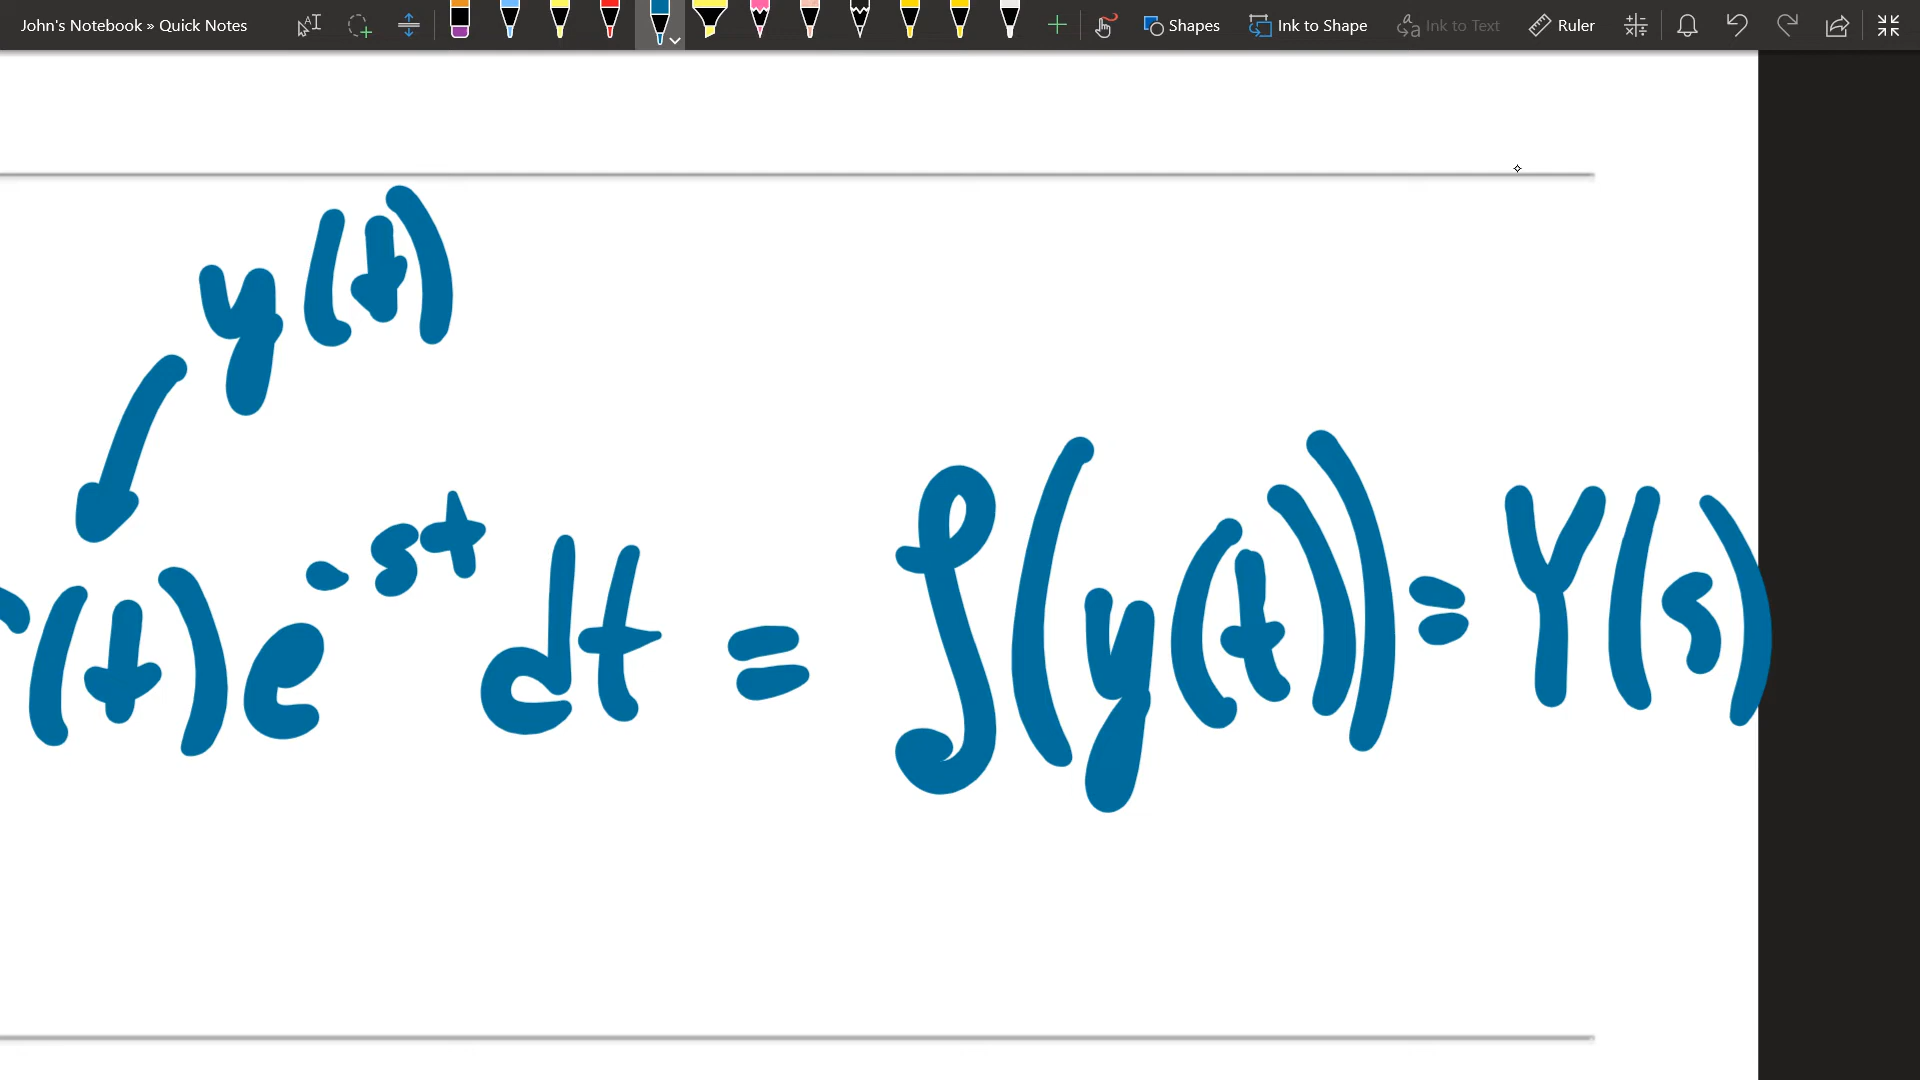 John's Notebook » Quick Notes Shapes Ink to Shape Ink to Text Ruler
y(t)
(t)e^{-st} dt = ℒ(y(t)) = Y(s)